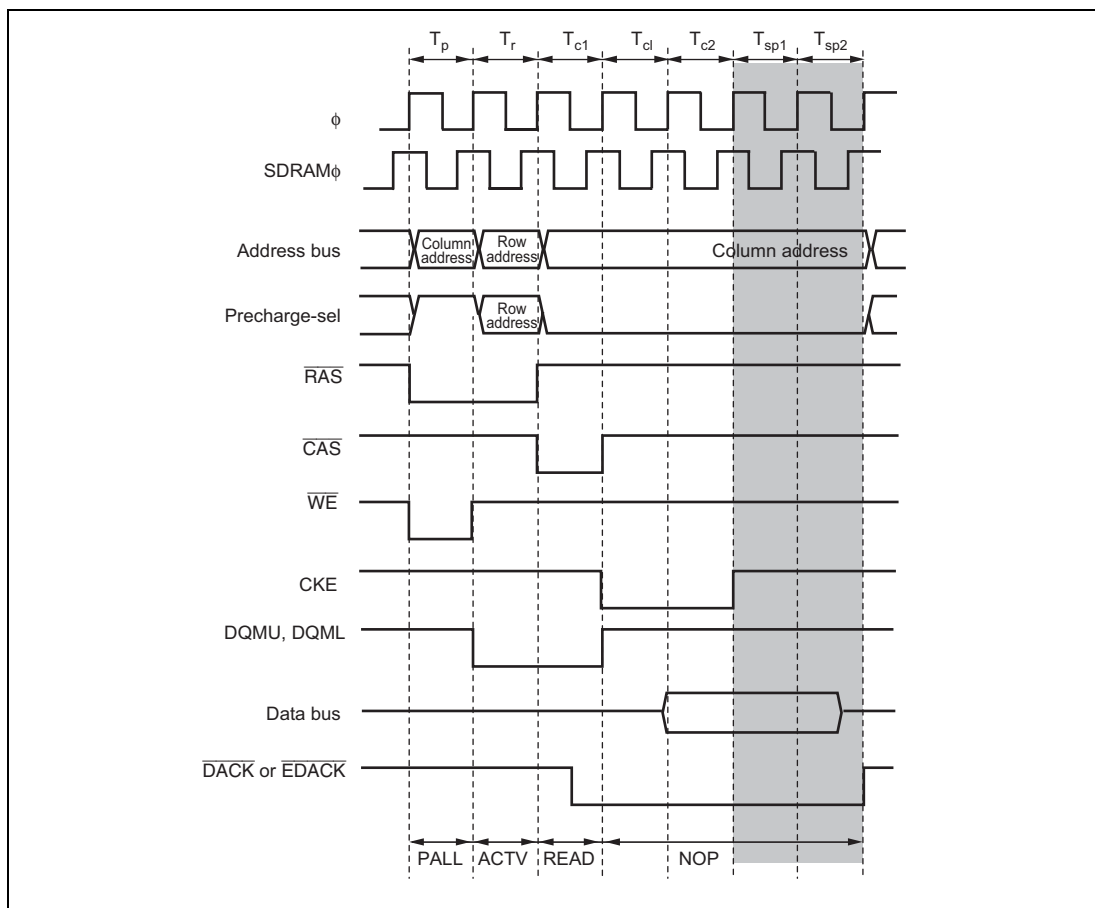 Tp Tr Tc1 Tcl Tc2 Tsp1 Tsp2
ϕ
SDRAMϕ
Address bus
Column
address
Row
address
Column address
Precharge-sel
Row
address
RAS
CAS
WE
CKE
DQMU, DQML
Data bus
DACK or EDACK
PALL ACTV READ NOP